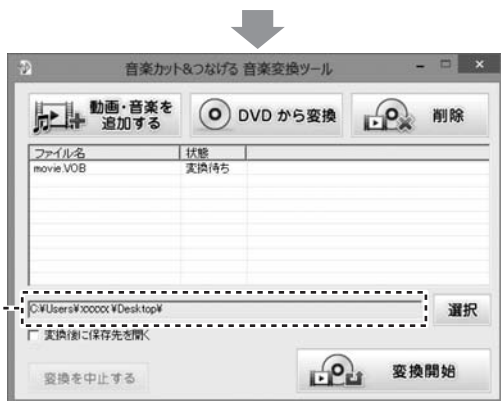 音楽カット&つなげる 音楽変換ツール
動画・音楽を
追加する
DVD から変換
削除
ファイル名
状態
movie.VOB
変換待ち
C:¥Users¥xxxxx¥Desktop¥
選択
変換後に保存先を開く
変換を中止する
変換開始